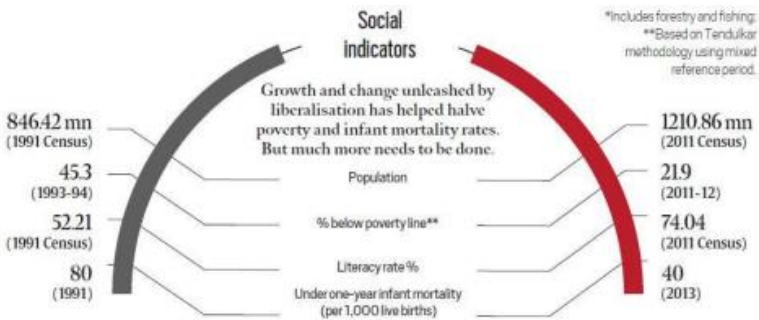 Social
indicators
*Includes forestry and fishing;
**Based on Tendulkar
methodology using mixed
reference period.
Growth and change unleashed by
liberalisation has helped halve
poverty and infant mortality rates.
But much more needs to be done.
846.42 mn
(1991 Census)
Population
1210.86 mn
(2011 Census)
45.3
(1993-94)
% below poverty line**
21.9
(2011-12)
52.21
(1991 Census)
Literacy rate %
74.04
(2011 Census)
80
(1991)
Under one-year infant mortality
(per 1,000 live births)
40
(2013)